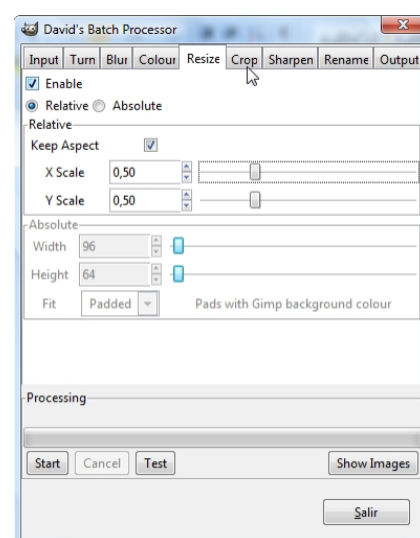 David's Batch Processor
Input Turn Blur Colour Resize Crop Sharpen Rename Output
Enable
Relative Absolute
Relative
Keep Aspect
X Scale 0,50
Y Scale 0,50
Absolute
Width 96
Height 64
Fit Padded Pads with Gimp background colour
Processing
Start Cancel Test Show Images
Salir